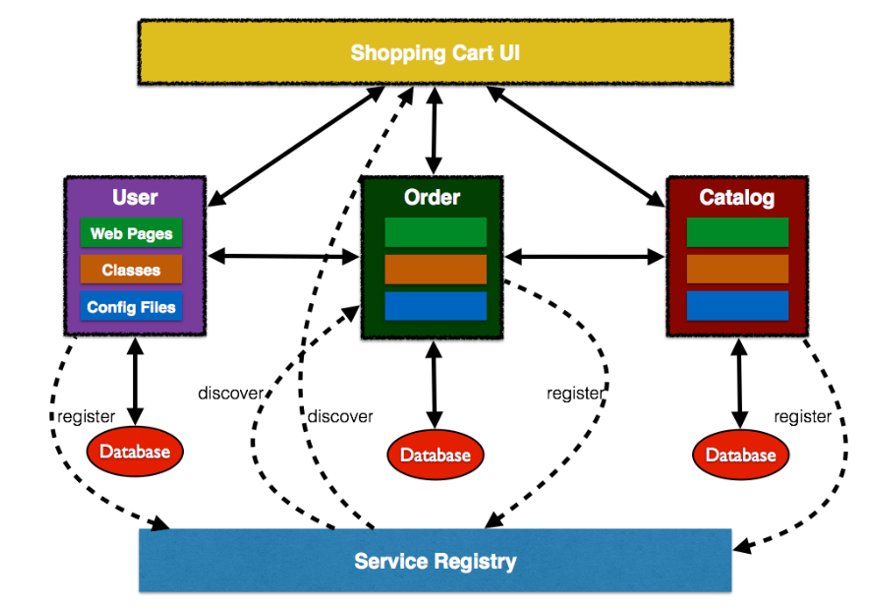 Shopping Cart UI
User
Order
Catalog
Web Pages
Classes
Config Files
discover
register
discover
register
register
Database
Database
Database
Service Registry